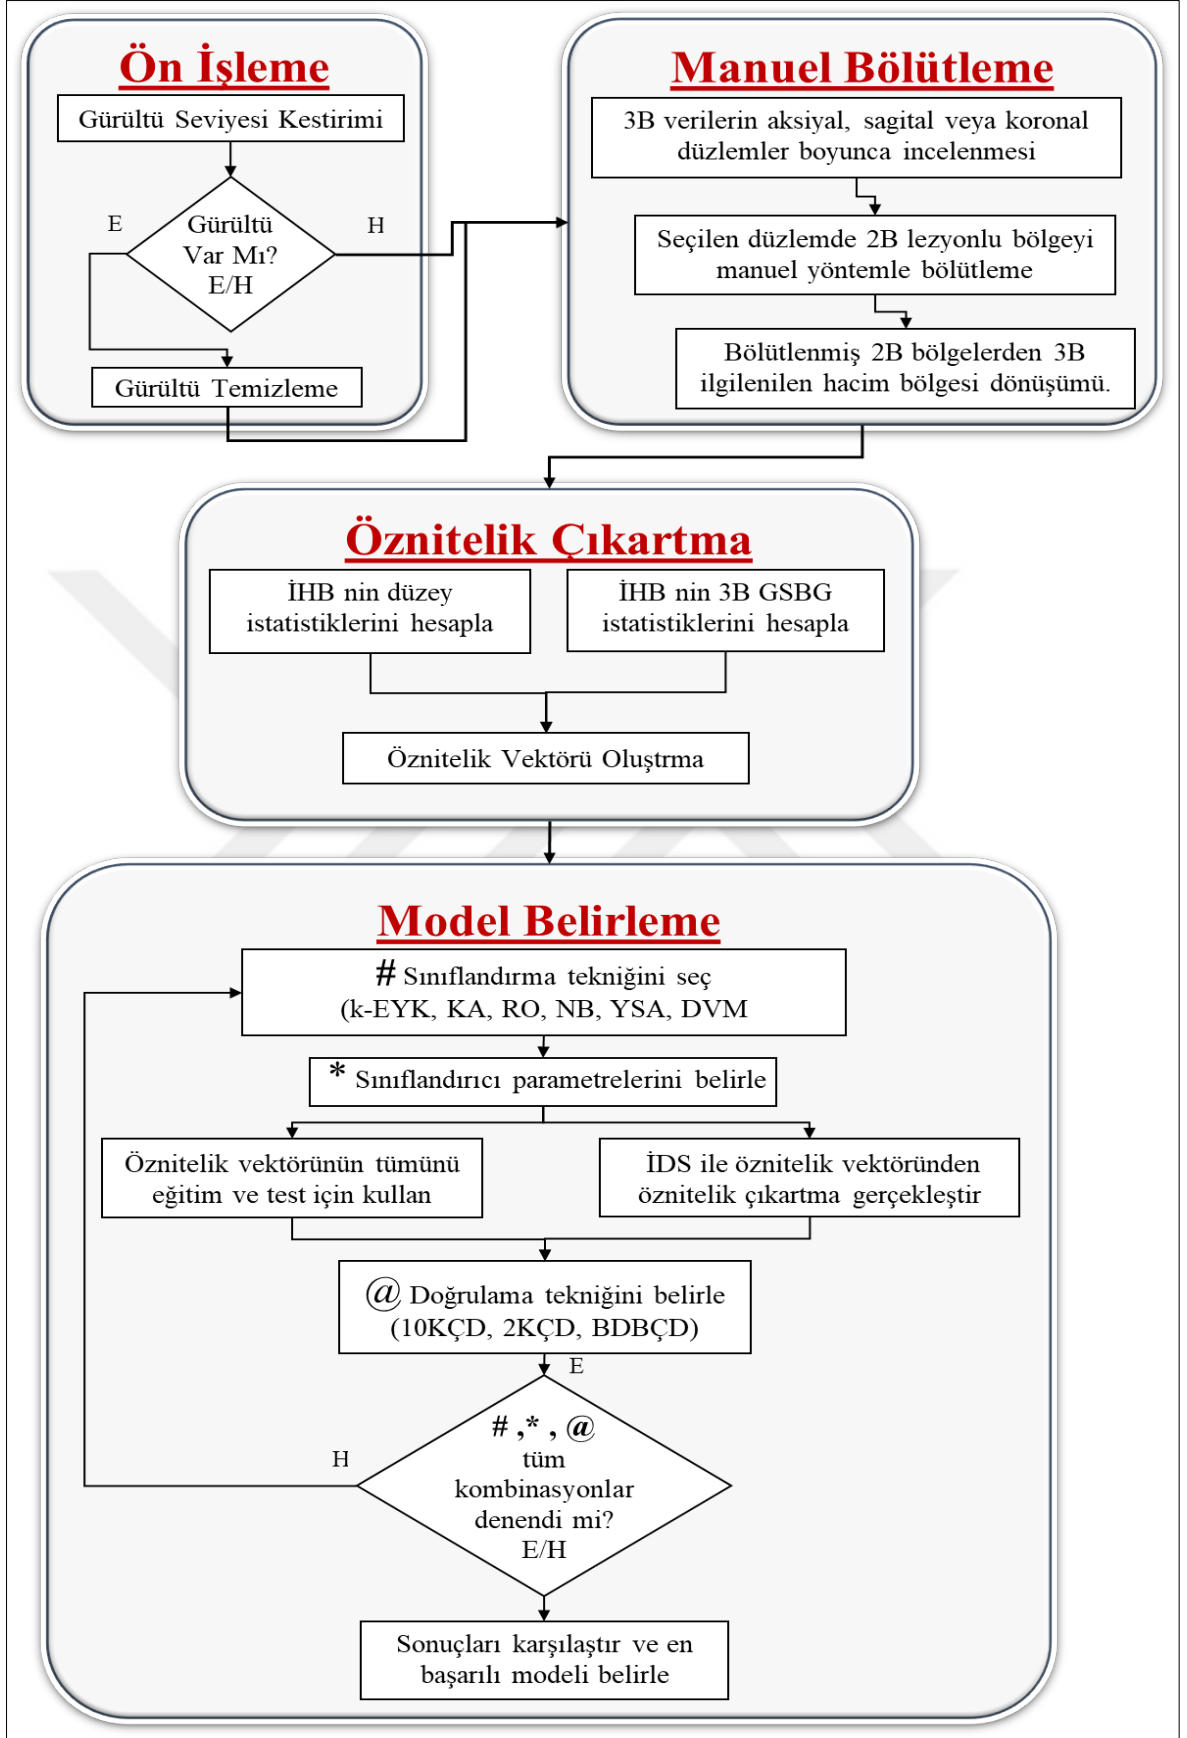 Ön İşleme
Gürültü Seviyesi Kestirimi
E
Gürültü
Var Mı?
E/H
H
Gürültü Temizleme
Manuel Bölütleme
3B verilerin aksiyal, sagital veya koronal
düzlemler boyunca incelenmesi
Seçilen düzlemde 2B lezyonlu bölgeyi
manuel yöntemle bölütleme
Bölütlenmiş 2B bölgelerden 3B
ilgilenilen hacim bölgesi dönüşümü.
Öznitelik Çıkartma
İHB nin düzey
istatistiklerini hesapla
İHB nin 3B GSBG
istatistiklerini hesapla
Öznitelik Vektörü Oluştrma
Model Belirleme
# Sınıflandırma tekniğini seç
(k-EYK, KA, RO, NB, YSA, DVM
* Sınıflandırıcı parametrelerini belirle
Öznitelik vektörünün tümünü
eğitim ve test için kullan
İDS ile öznitelik vektöründen
öznitelik çıkartma gerçekleştir
@ Doğrulama tekniğini belirle
(10KÇD, 2KÇD, BDBÇD)
E
# ,* , @
tüm
kombinasyonlar
denendi mi?
E/H
H
Sonuçları karşılaştır ve en
başarılı modeli belirle